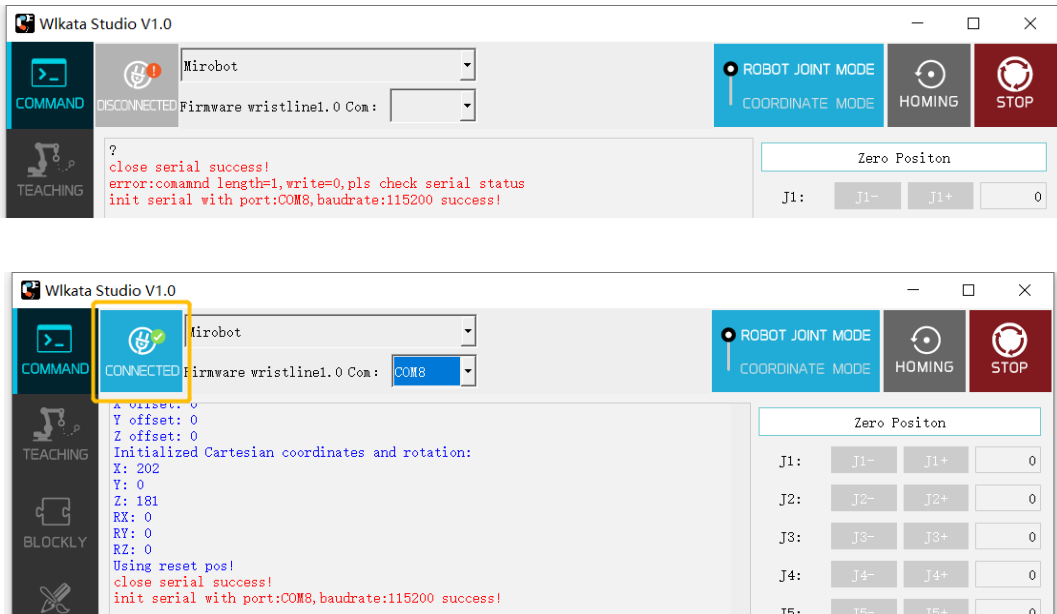 Wlkata Studio V1.0
COMMAND
DISCONNECTED
Mirobot
Firmware wristline1.0 Com:
ROBOT JOINT MODE
COORDINATE MODE
HOMING
STOP
TEACHING
?
close serial success!
error:comamnd length=1,write=0,pls check serial status
init serial with port:COM8,baudrate:115200 success!
Zero Positon
J1: J1- J1+ 0
Wlkata Studio V1.0
COMMAND
CONNECTED
Mirobot
Firmware wristline1.0 Com: COM8
ROBOT JOINT MODE
COORDINATE MODE
HOMING
STOP
TEACHING
BLOCKLY
X offset: 0
Y offset: 0
Z offset: 0
Initialized Cartesian coordinates and rotation:
X: 202
Y: 0
Z: 181
RX: 0
RY: 0
RZ: 0
Using reset pos!
close serial success!
init serial with port:COM8,baudrate:115200 success!
Zero Positon
J1: J1- J1+ 0
J2: J2- J2+ 0
J3: J3- J3+ 0
J4: J4- J4+ 0
J5: J5- J5+ 0